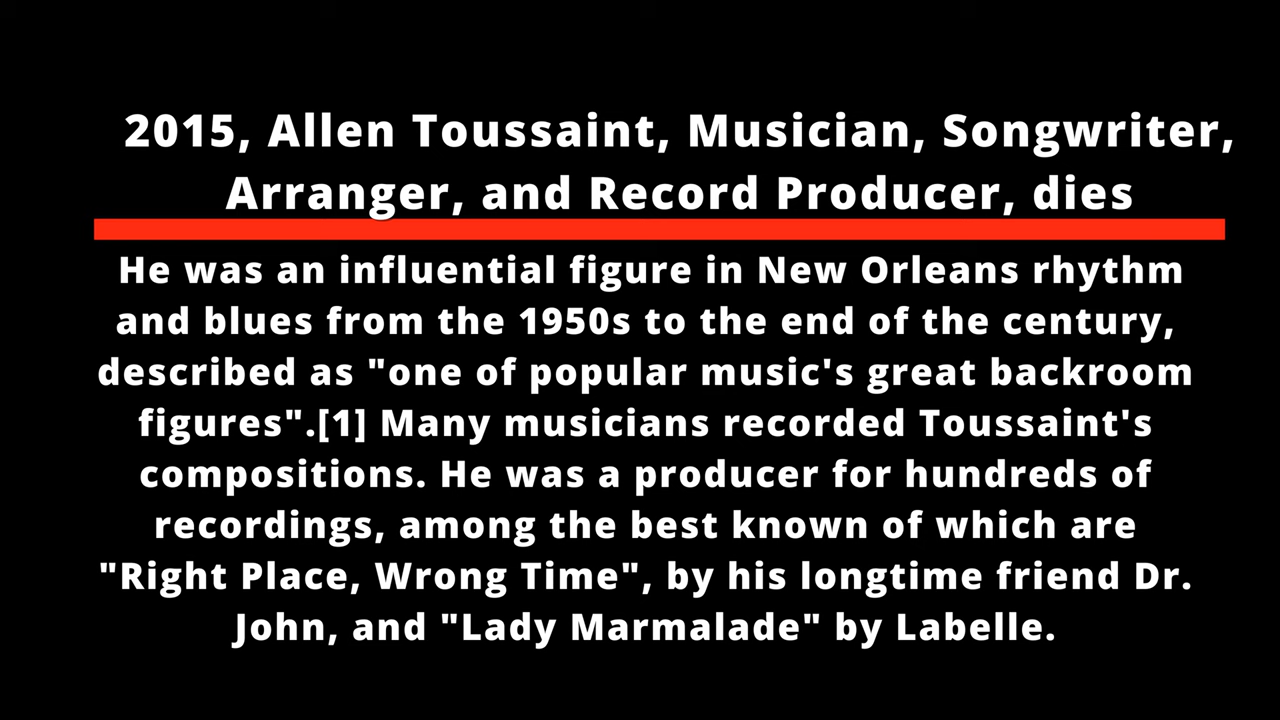 2015, Allen Toussaint, Musician, Songwriter,
Arranger, and Record Producer, dies
He was an influential figure in New Orleans rhythm
and blues from the 1950s to the end of the century,
described as "one of popular music's great backroom
figures".[1] Many musicians recorded Toussaint's
compositions. He was a producer for hundreds of
recordings, among the best known of which are
"Right Place, Wrong Time", by his longtime friend Dr.
John, and "Lady Marmalade" by Labelle.